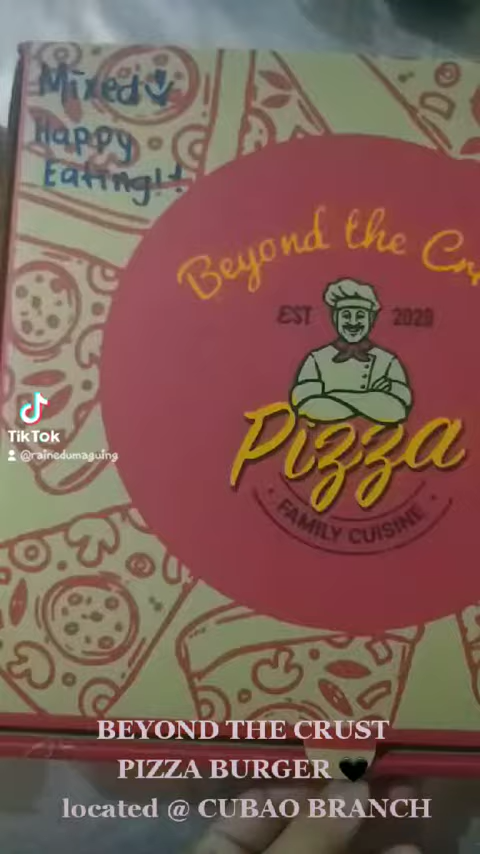 Mixed
Happy
Eating!!
Beyond the
EST 2020
Pizza
FAMILY CUISINE
TikTok
@rainedumaguing
BEYOND THE CRUST
PIZZA BURGER 🖤
located @ CUBAO BRANCH